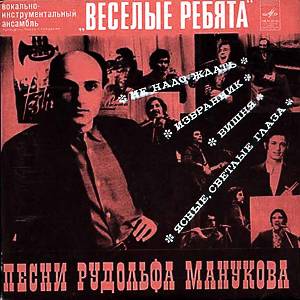 вокально-
инструментальный
ансамбль
„ВЕСЕЛЫЕ РЕБЯТА"
* НЕ НАДО ЖДАТЬ *
* ИЗБРАННИК *
* ВИШНЯ *
* ЯСНЫЕ, СВЕТЛЫЕ ГЛАЗА *
ПЕСНИ РУДОЛЬФА МАНУКОВА